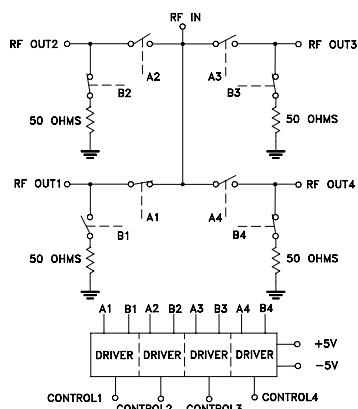 RF IN
RF OUT2
RF OUT3
A2
A3
B2
B3
50 OHMS
50 OHMS
RF OUT1
RF OUT4
A1
A4
B1
B4
50 OHMS
50 OHMS
A1 B1 A2 B2 A3 B3 A4 B4
DRIVER DRIVER DRIVER DRIVER
+5V
-5V
CONTROL1
CONTROL2
CONTROL3
CONTROL4